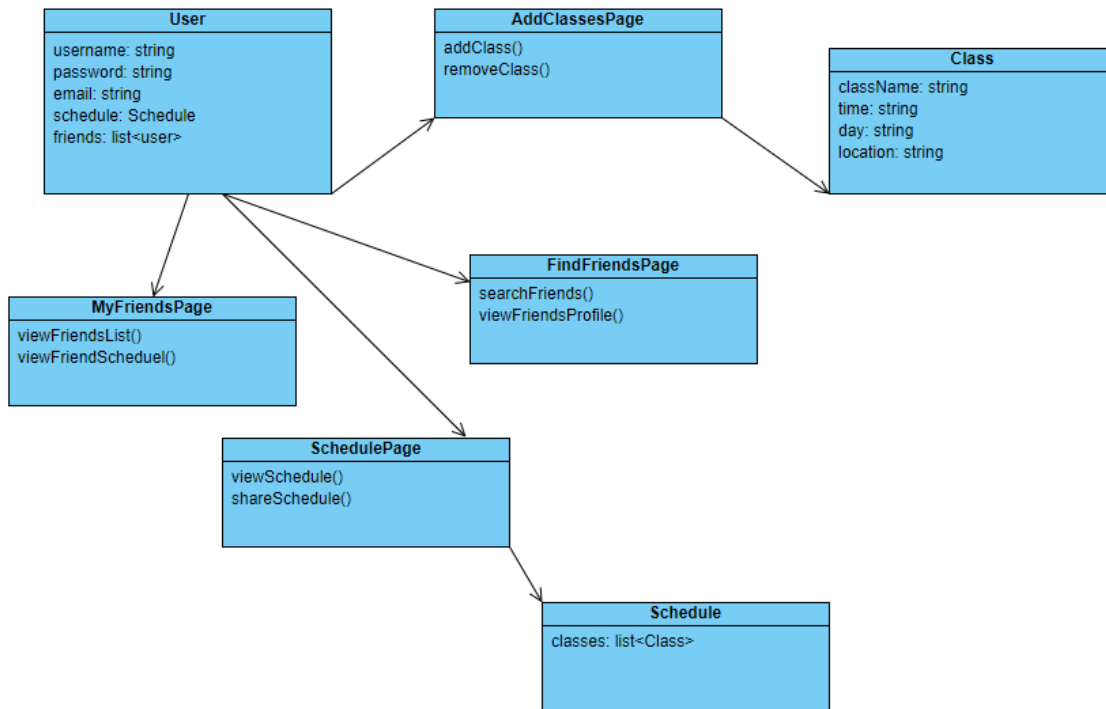 User
username: string
password: string
email: string
schedule: Schedule
friends: list<user>
AddClassesPage
addClass()
removeClass()
Class
className: string
time: string
day: string
location: string
FindFriendsPage
searchFriends()
viewFriendsProfile()
MyFriendsPage
viewFriendsList()
viewFriendScheduel()
SchedulePage
viewSchedule()
shareSchedule()
Schedule
classes: list<Class>